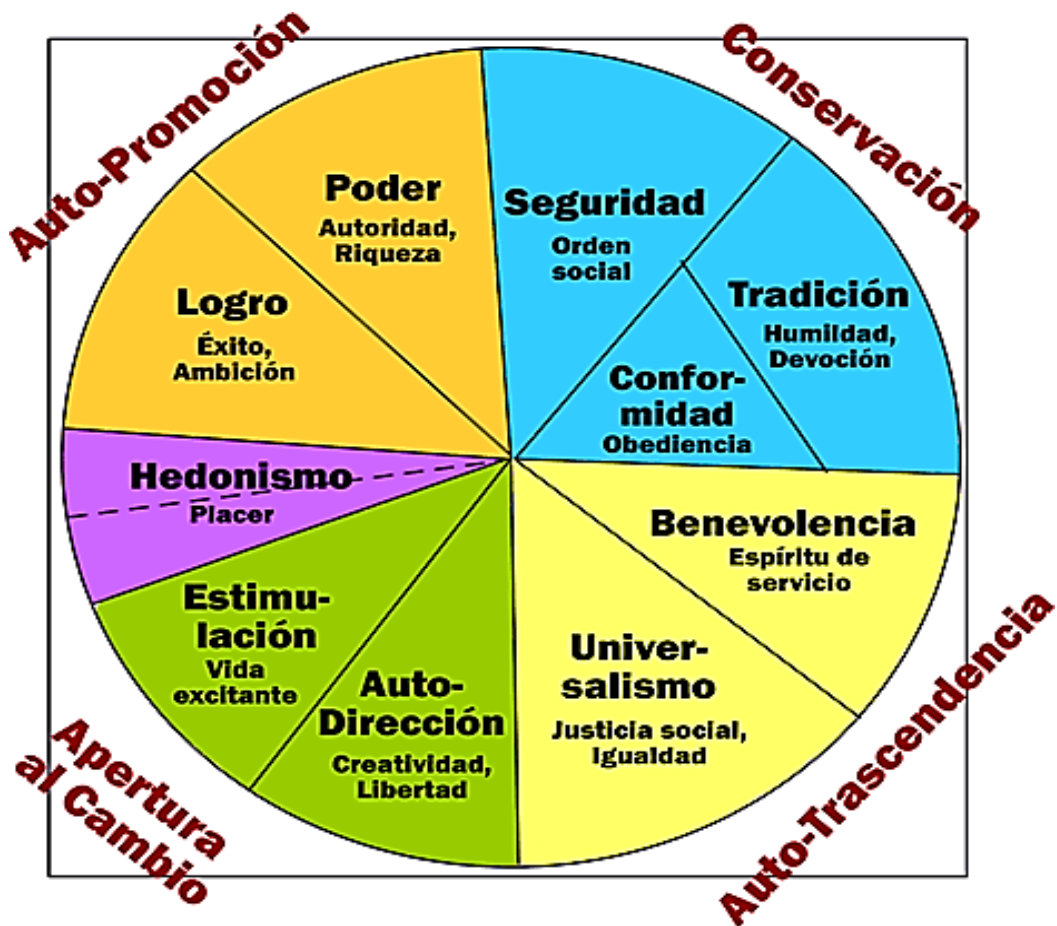 Auto-Promoción
Conservación
Poder
Autoridad,
Riqueza
Seguridad
Orden
social
Logro
Éxito,
Ambición
Tradición
Humildad,
Devoción
Confor-
midad
Obediencia
Hedonismo
Placer
Benevolencia
Espíritu de
servicio
Estimu-
lación
Vida
excitante
Auto-
Dirección
Creatividad,
Libertad
Univer-
salismo
Justicia social,
Igualdad
Apertura
al Cambio
Auto-Trascendencia